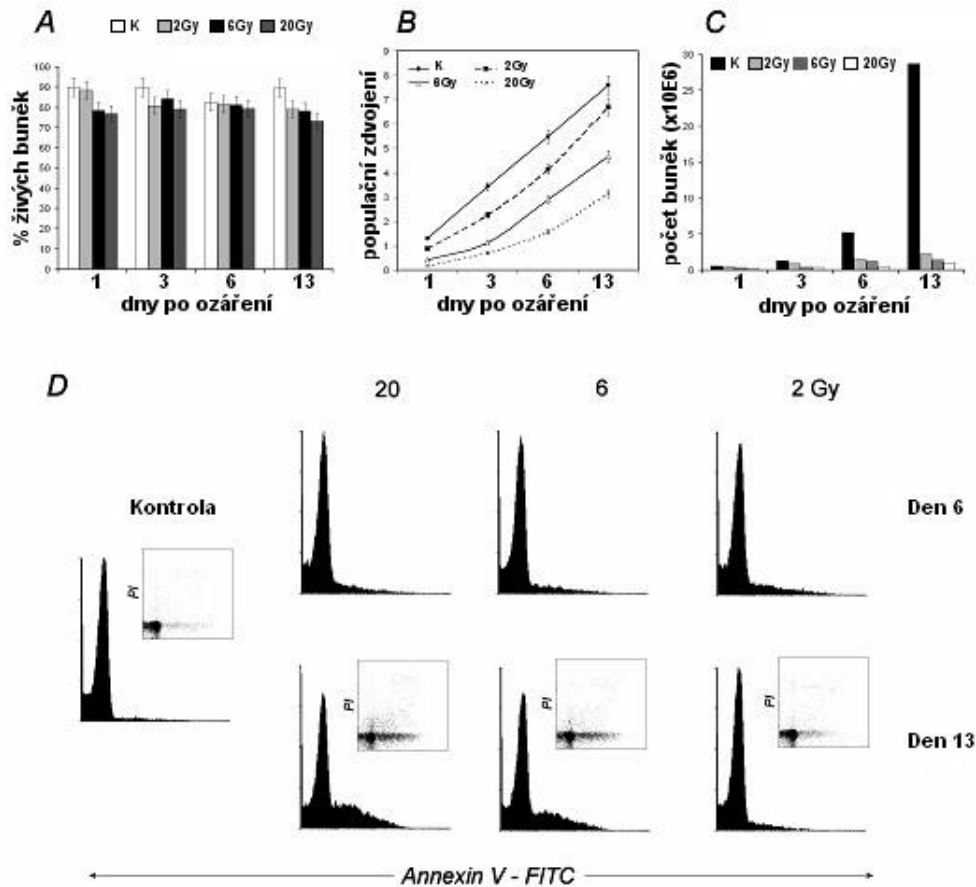 A
K 2Gy 6Gy 20Gy
% živých buněk
100
90
80
70
60
50
40
30
20
10
0
1 3 6 13
dny po ozáření
B
K 2Gy
6Gy 20Gy
populační zdvojení
9
8
7
6
5
4
3
2
1
0
1 3 6 13
dny po ozáření
C
K 2Gy 6Gy 20Gy
počet buněk (x10E6)
30
25
20
15
10
5
0
1 3 6 13
dny po ozáření
D
20 6 2 Gy
Kontrola
PI
Den 6
PI
PI
PI
Den 13
Annexin V - FITC